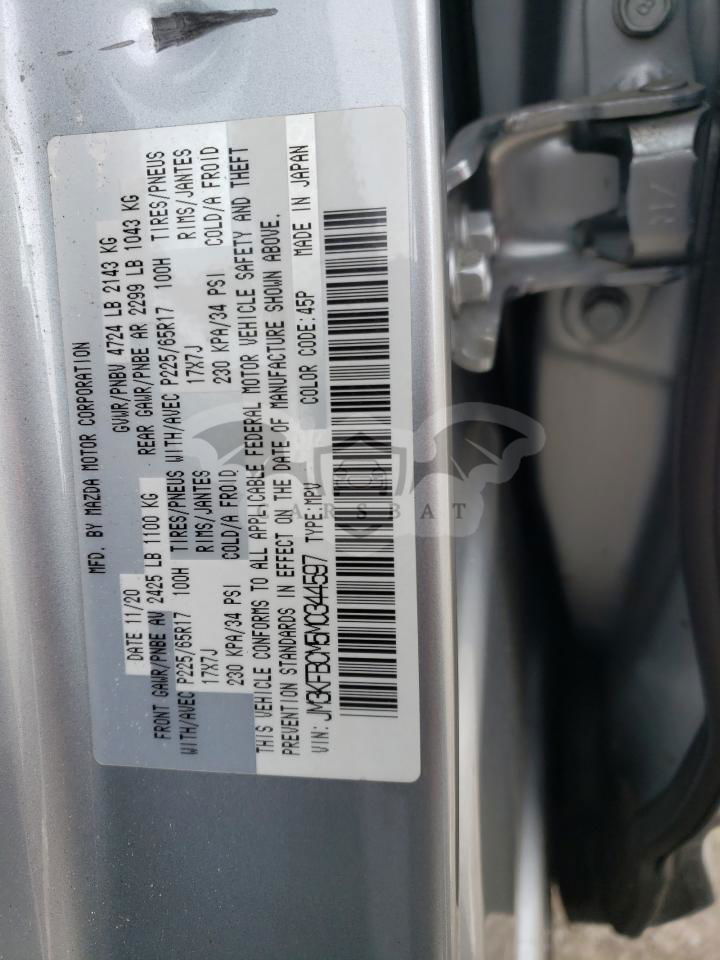 MFD. BY MAZDA MOTOR CORPORATION
DATE 11/20 GVWR/PNBV 4724 LB 2143 KG
FRONT GAWR/PNBE AV 2425 LB 1100 KG REAR GAWR/PNBE AR 2299 LB 1043 KG
WITH/AVEC P225/65R17 100H TIRES/PNEUS WITH/AVEC P225/65R17 100H TIRES/PNEUS
17X7J RIMS/JANTES 17X7J RIMS/JANTES
230 KPA/34 PSI COLD/A FROID 230 KPA/34 PSI COLD/A FROID
THIS VEHICLE CONFORMS TO ALL APPLICABLE FEDERAL MOTOR VEHICLE SAFETY AND THEFT
PREVENTION STANDARDS IN EFFECT ON THE DATE OF MANUFACTURE SHOWN ABOVE.
VIN: JM3KFBCM5M0344597 TYPE:MPV COLOR CODE:45P MADE IN JAPAN
CARSBAT